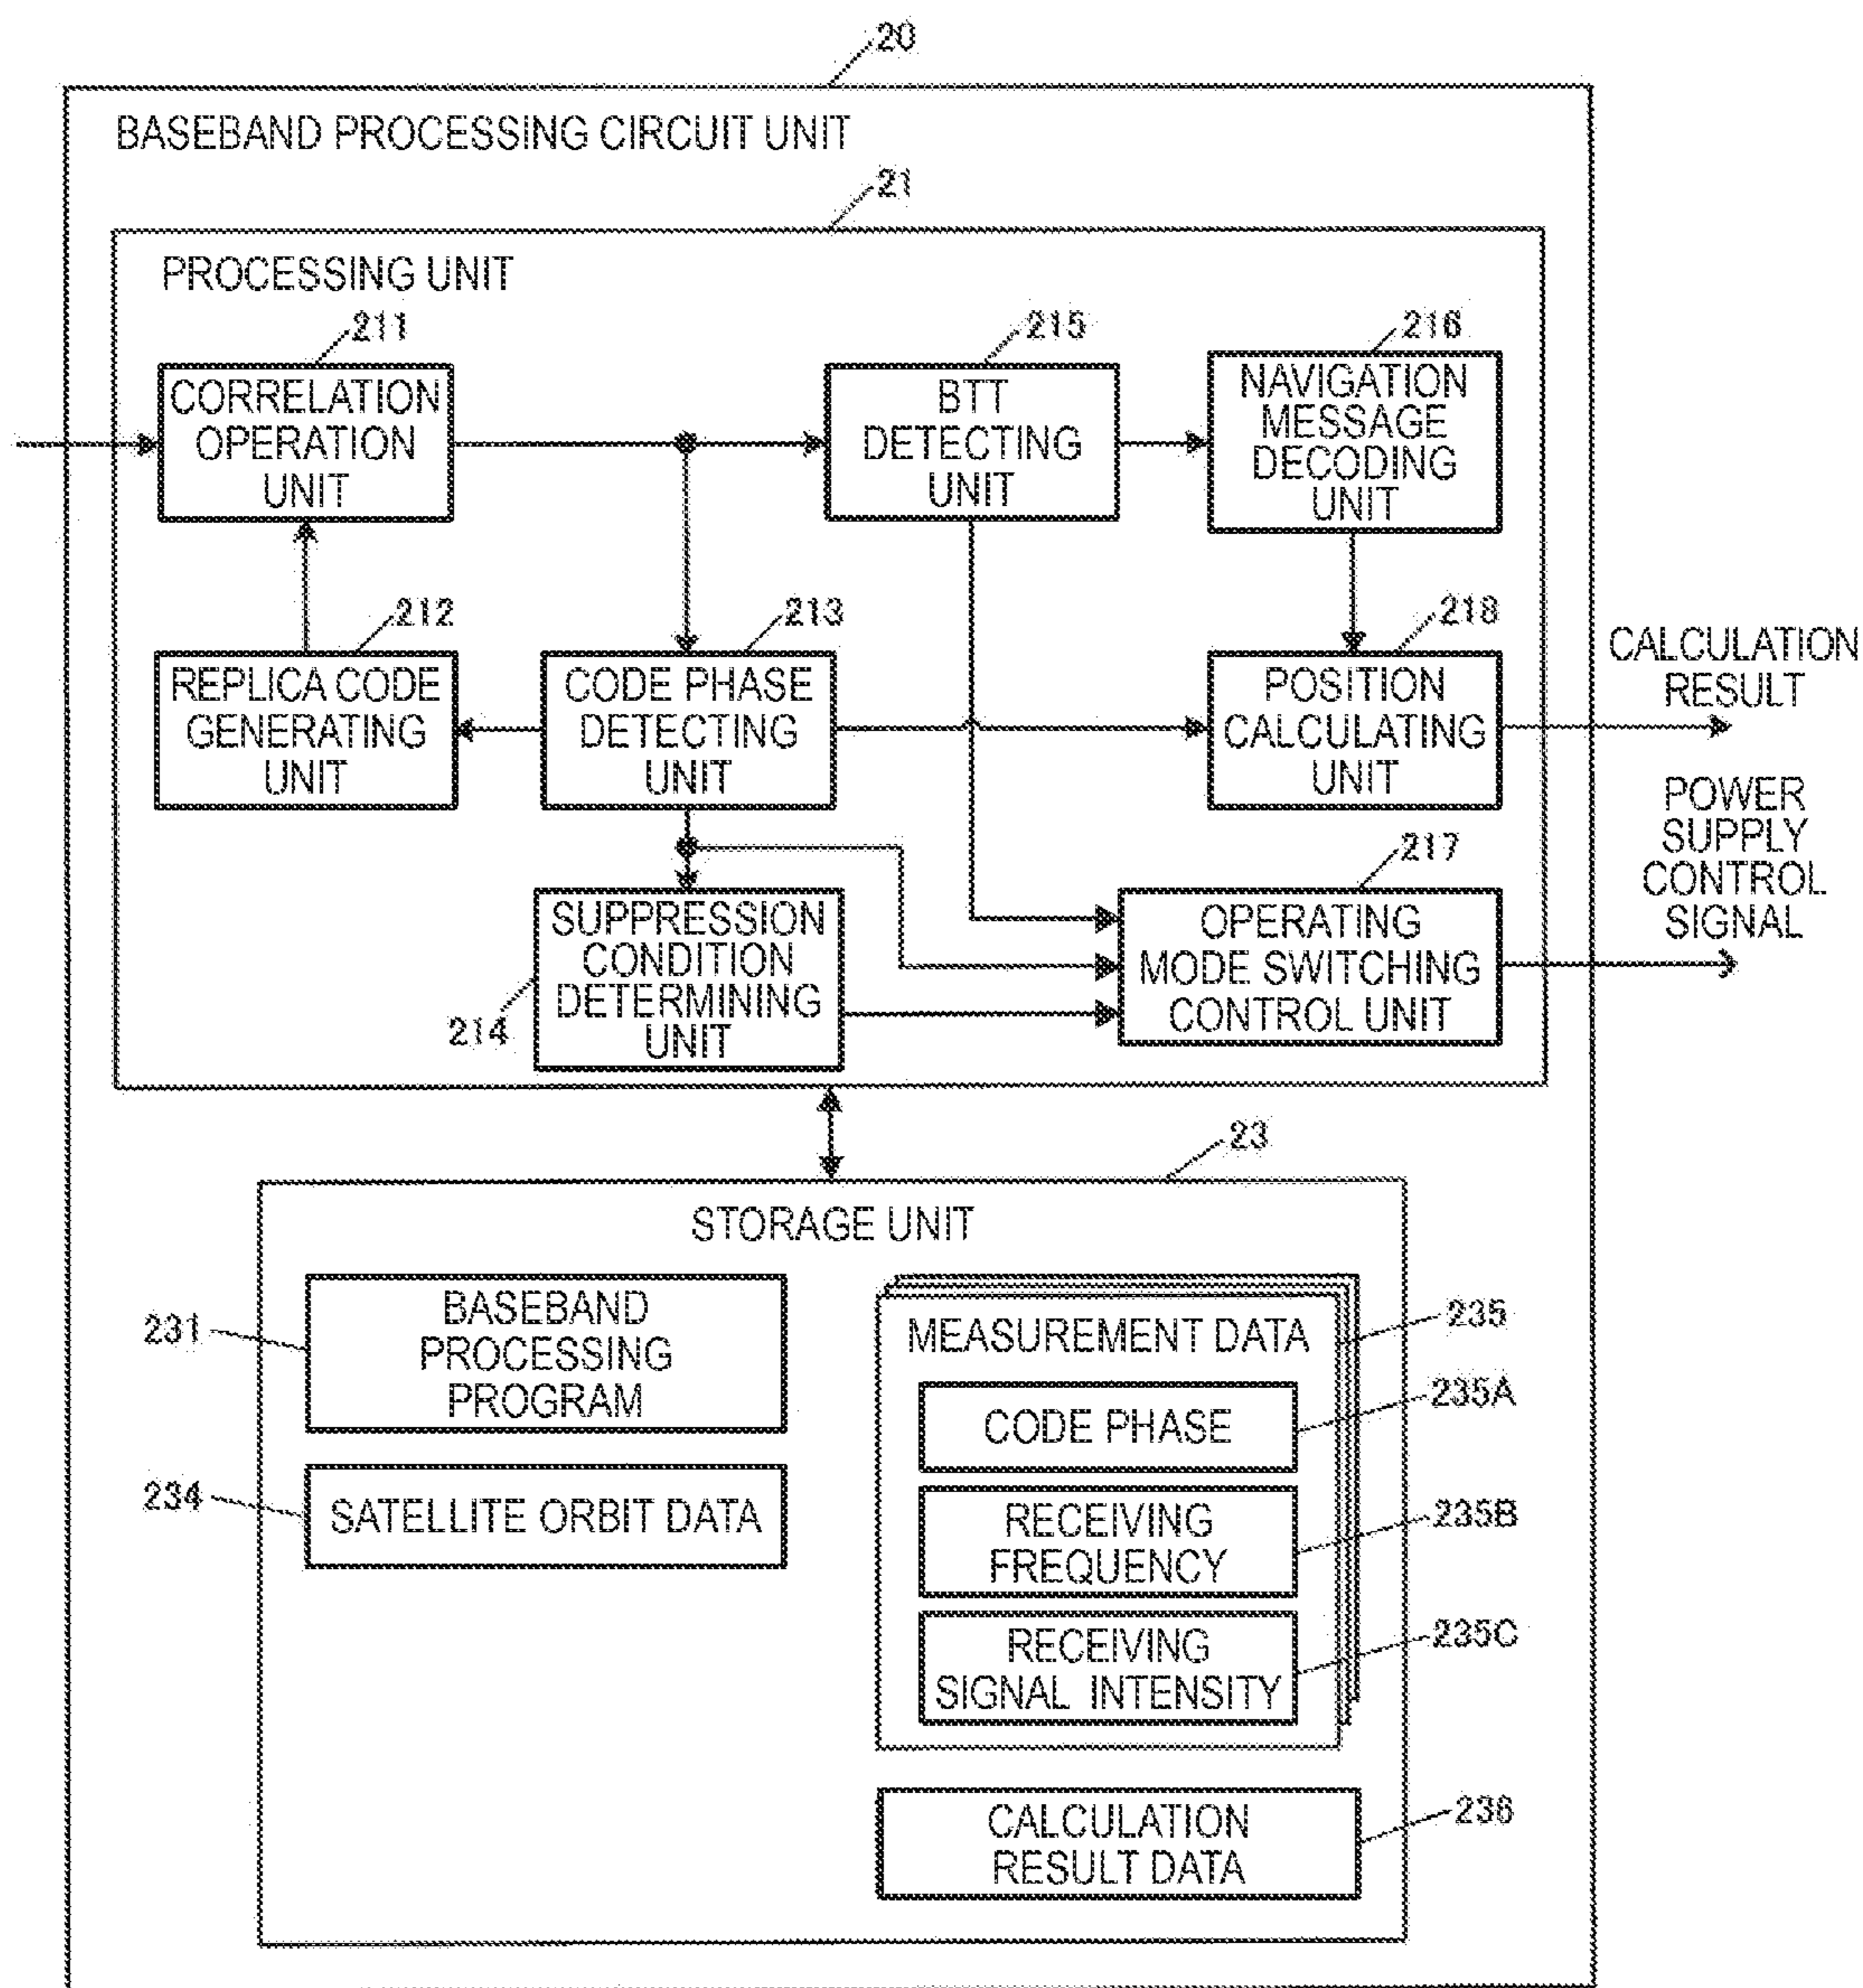 20
BASEBAND PROCESSING CIRCUIT UNIT
21
PROCESSING UNIT
211
CORRELATION
OPERATION
UNIT
215
BTT
DETECTING
UNIT
216
NAVIGATION
MESSAGE
DECODING
UNIT
212
REPLICA CODE
GENERATING
UNIT
213
CODE PHASE
DETECTING
UNIT
218
POSITION
CALCULATING
UNIT
CALCULATION
RESULT
214
SUPPRESSION
CONDITION
DETERMINING
UNIT
217
OPERATING
MODE SWITCHING
CONTROL UNIT
POWER
SUPPLY
CONTROL
SIGNAL
23
STORAGE UNIT
231
BASEBAND
PROCESSING
PROGRAM
234
SATELLITE ORBIT DATA
MEASUREMENT DATA
235
CODE PHASE
235A
RECEIVING
FREQUENCY
235B
RECEIVING
SIGNAL INTENSITY
235C
CALCULATION
RESULT DATA
236